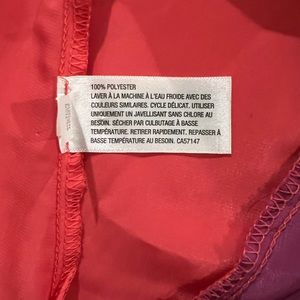 100% POLYESTER
LAVER À LA MACHINE À L'EAU FROIDE AVEC DES
COULEURS SIMILAIRES. CYCLE DÉLICAT. UTILISER
UNIQUEMENT UN JAVELLISANT SANS CHLORE AU
BESOIN. SÉCHER PAR CULBUTAGE À BASSE
TEMPÉRATURE. RETIRER RAPIDEMENT. REPASSER À
BASSE TEMPÉRATURE AU BESOIN. CA57147